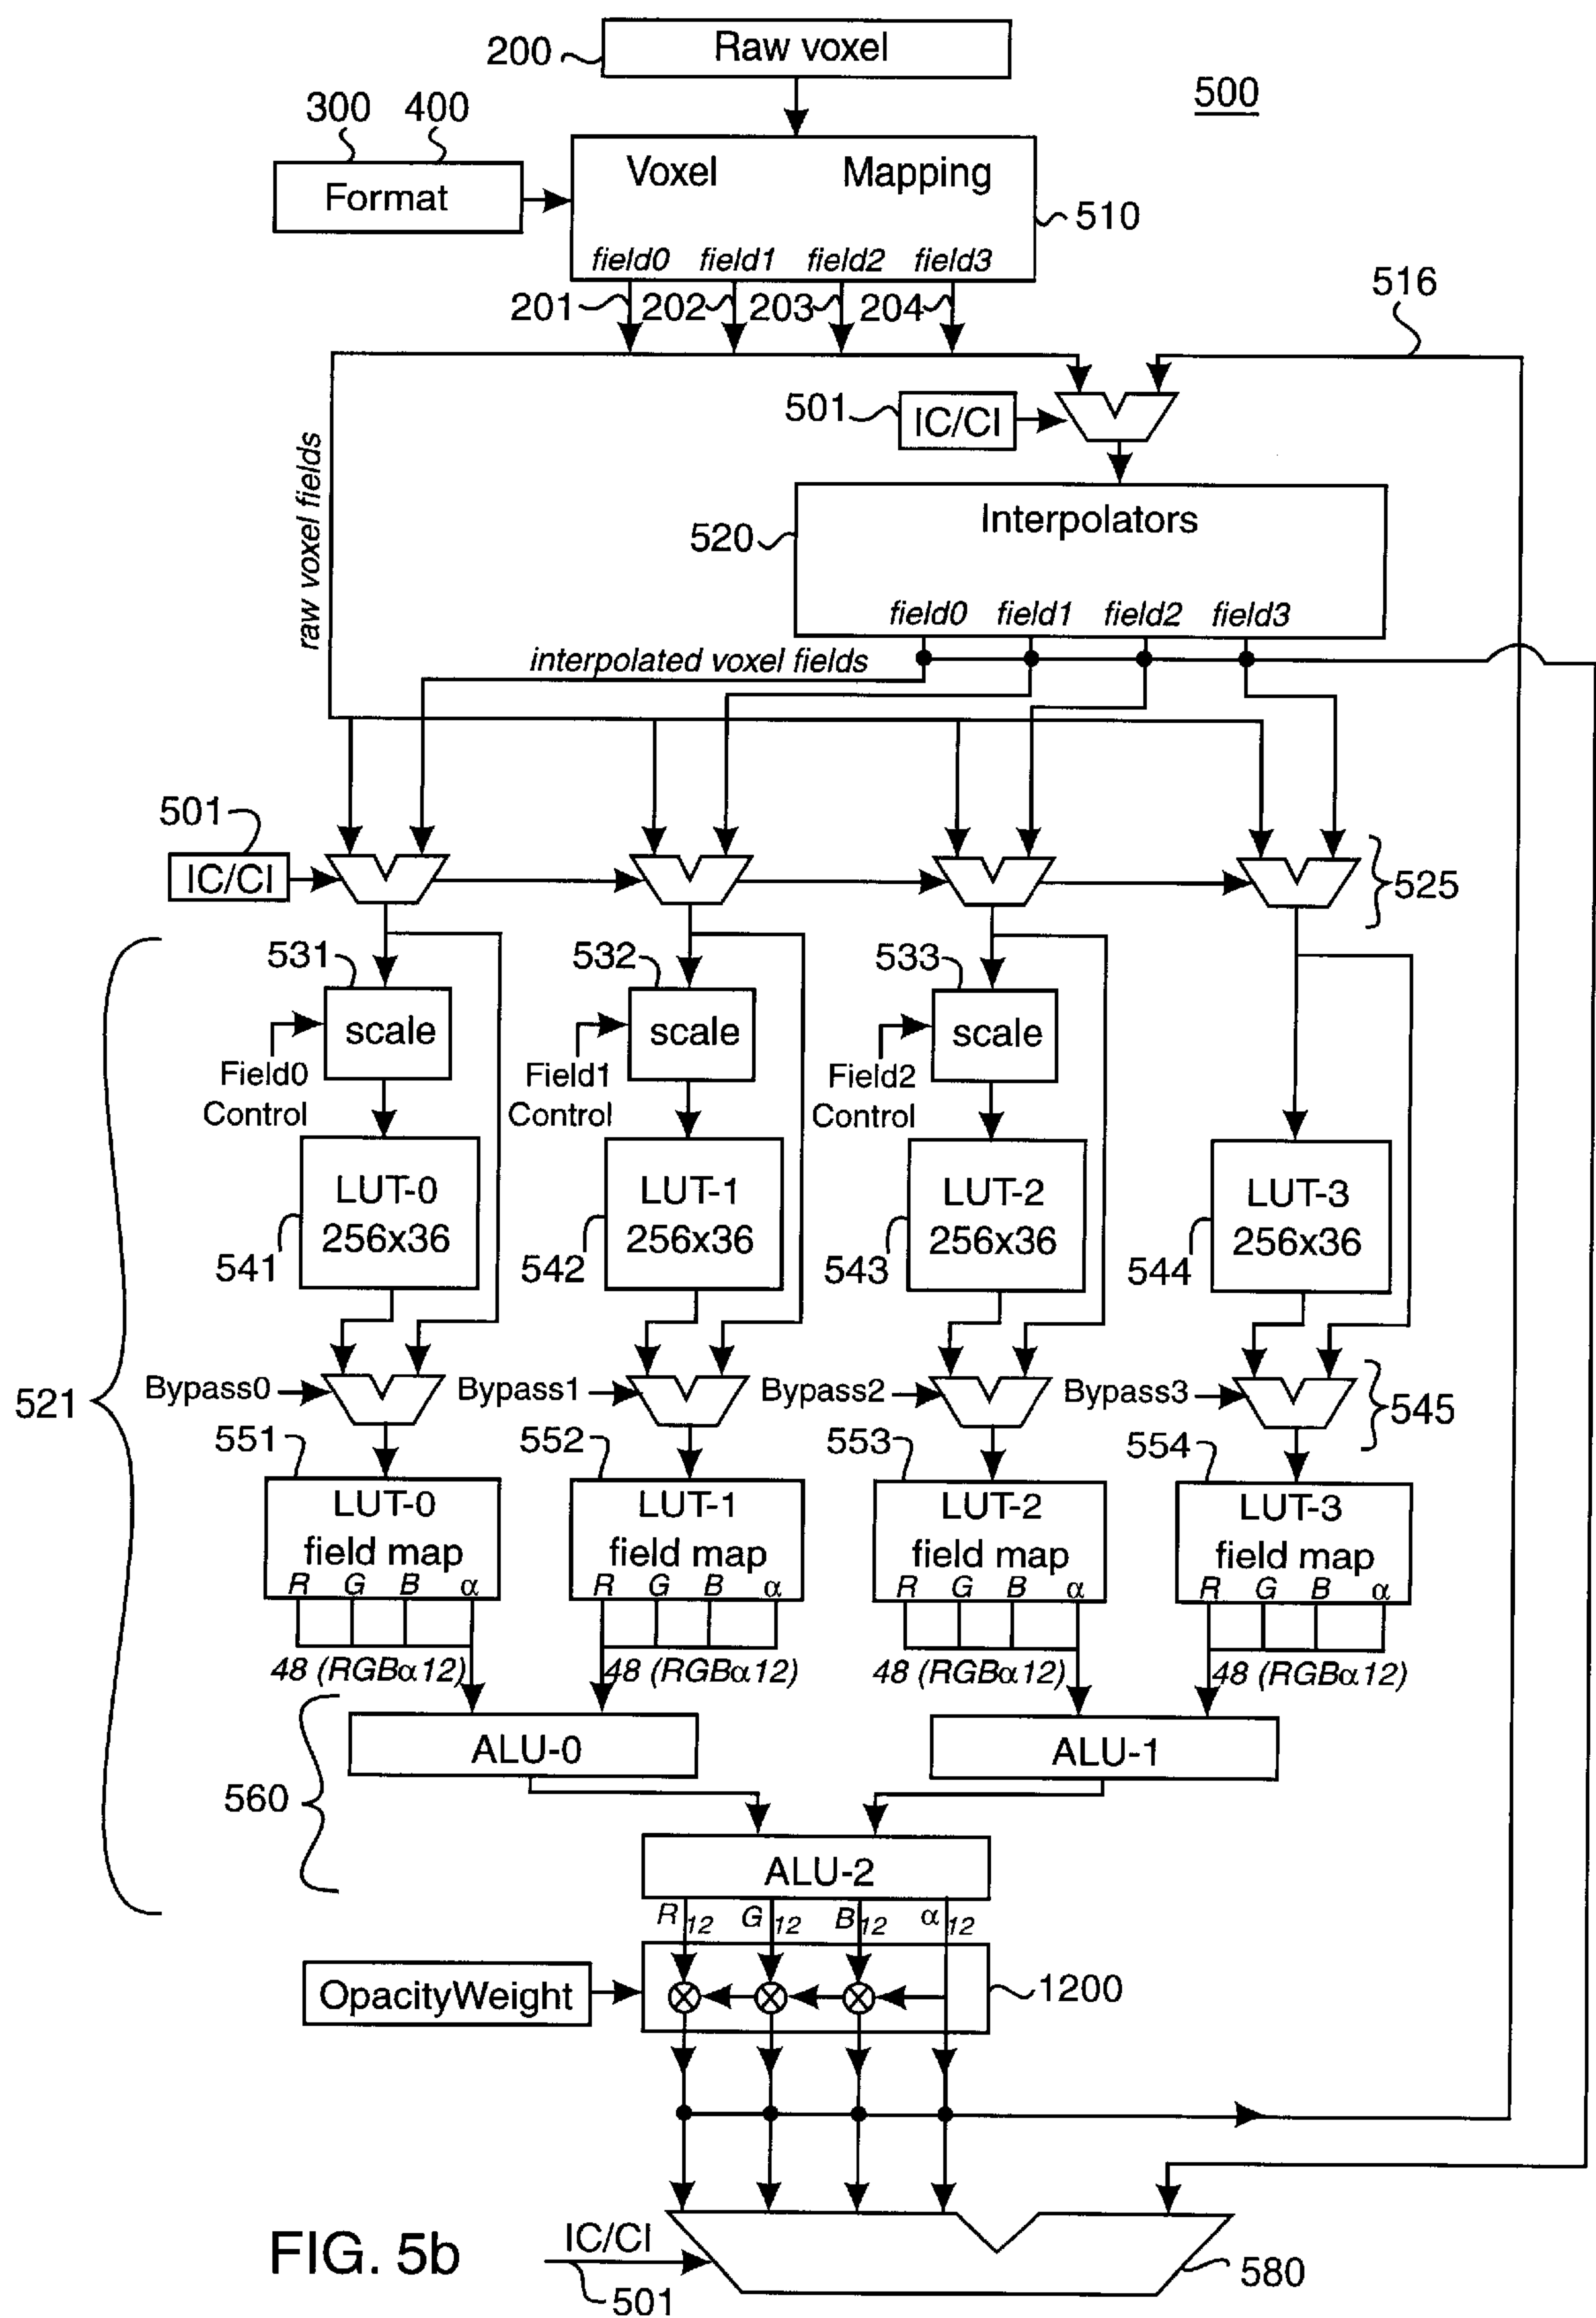 200
Raw voxel
500
300 400
Format
Voxel Mapping
510
field0 field1 field2 field3
201 202 203 204
516
501
IC/CI
raw voxel fields
520
Interpolators
field0 field1 field2 field3
interpolated voxel fields
501
IC/CI
525
531 532 533
scale scale scale
Field0 Field1 Field2
Control Control Control
LUT-0 LUT-1 LUT-2 LUT-3
256x36 256x36 256x36 256x36
541 542 543 544
521
Bypass0 Bypass1 Bypass2 Bypass3
545
551 552 553 554
LUT-0 LUT-1 LUT-2 LUT-3
field map field map field map field map
R G B α R G B α R G B α R G B α
48 (RGBα12) 48 (RGBα12) 48 (RGBα12) 48 (RGBα12)
ALU-0 ALU-1
560
ALU-2
R 12 G 12 B 12 α 12
OpacityWeight
1200
FIG. 5b
IC/CI
501
580